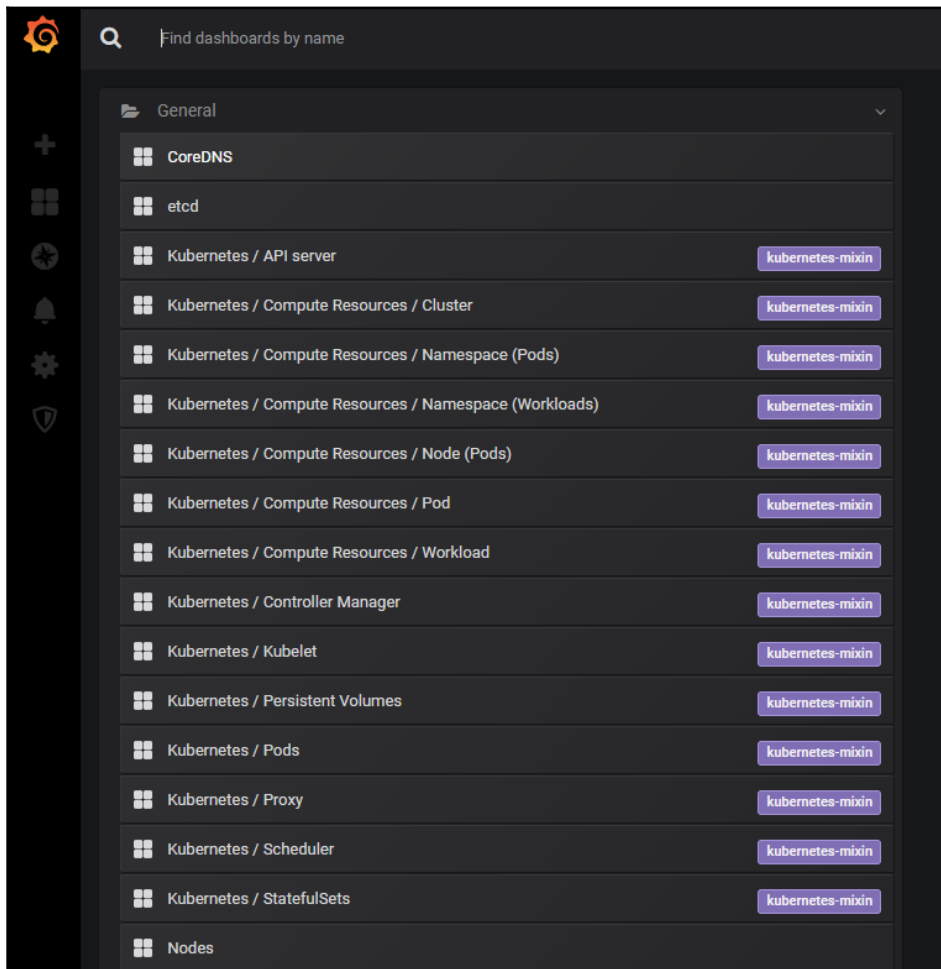 Find dashboards by name
General
CoreDNS
etcd
Kubernetes / API server kubernetes-mixin
Kubernetes / Compute Resources / Cluster kubernetes-mixin
Kubernetes / Compute Resources / Namespace (Pods) kubernetes-mixin
Kubernetes / Compute Resources / Namespace (Workloads) kubernetes-mixin
Kubernetes / Compute Resources / Node (Pods) kubernetes-mixin
Kubernetes / Compute Resources / Pod kubernetes-mixin
Kubernetes / Compute Resources / Workload kubernetes-mixin
Kubernetes / Controller Manager kubernetes-mixin
Kubernetes / Kubelet kubernetes-mixin
Kubernetes / Persistent Volumes kubernetes-mixin
Kubernetes / Pods kubernetes-mixin
Kubernetes / Proxy kubernetes-mixin
Kubernetes / Scheduler kubernetes-mixin
Kubernetes / StatefulSets kubernetes-mixin
Nodes